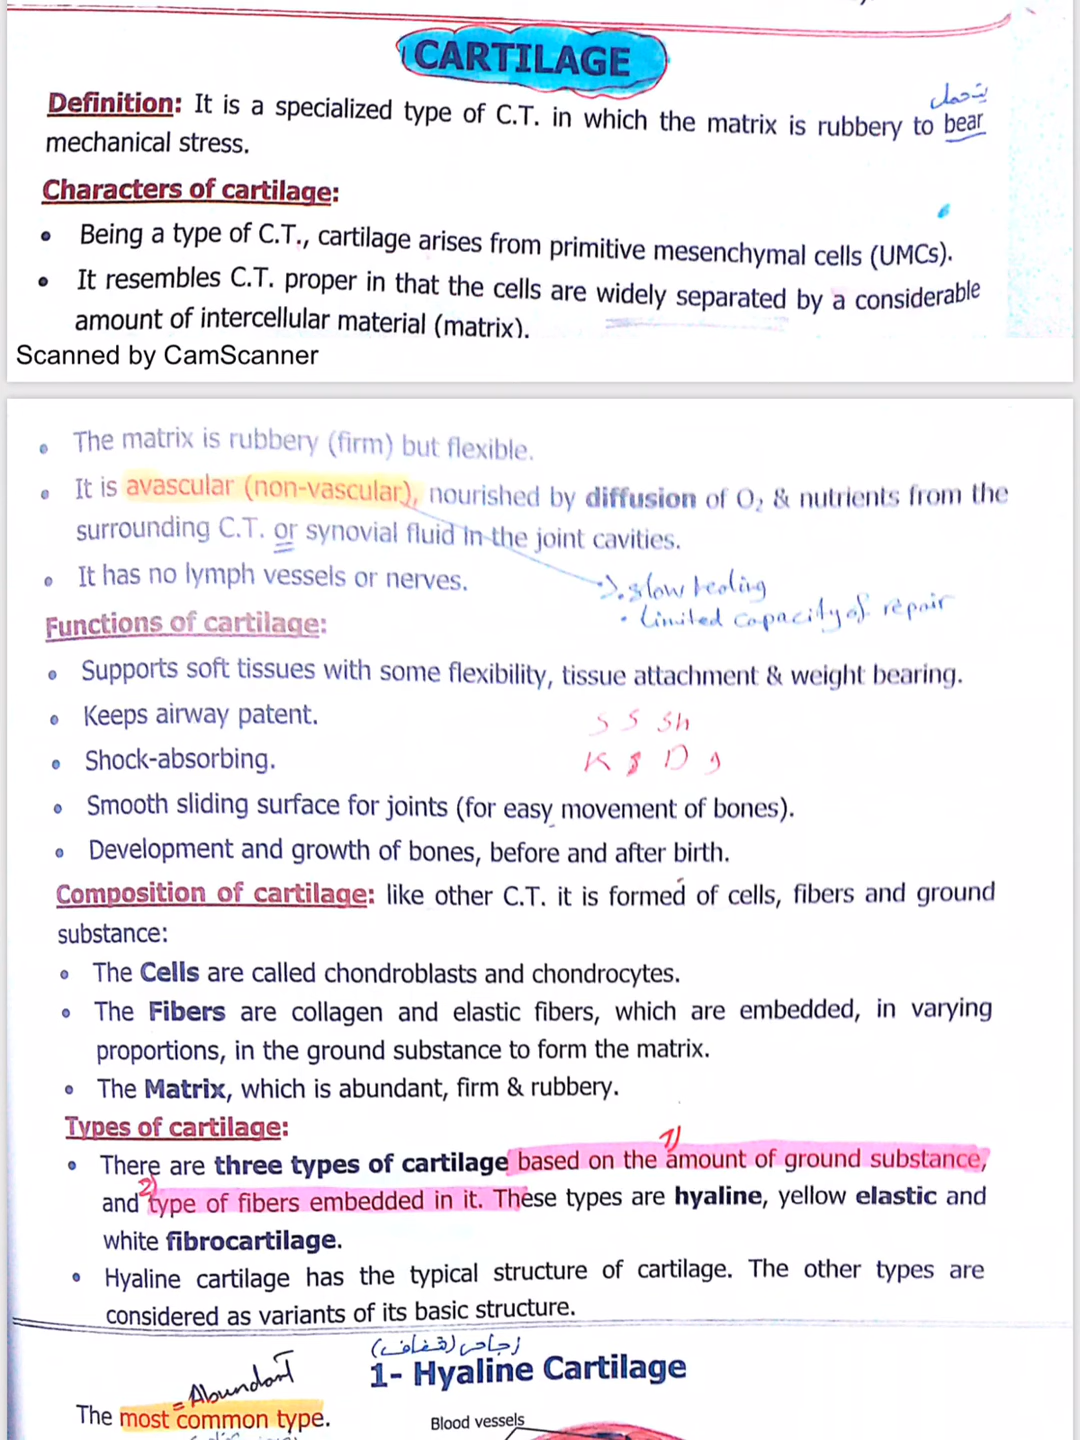 CARTILAGE
يتحمل
Definition: It is a specialized type of C.T. in which the matrix is rubbery to bear
mechanical stress.
Characters of cartilage:
• Being a type of C.T., cartilage arises from primitive mesenchymal cells (UMCs).
• It resembles C.T. proper in that the cells are widely separated by a considerable
amount of intercellular material (matrix).
Scanned by CamScanner
• The matrix is rubbery (firm) but flexible.
• It is avascular (non-vascular), nourished by diffusion of O₂ & nutrients from the
surrounding C.T. or synovial fluid in the joint cavities.
• It has no lymph vessels or nerves.
• slow healing
• Limited capacity of repair
Functions of cartilage:
• Supports soft tissues with some flexibility, tissue attachment & weight bearing.
• Keeps airway patent.
S S Sh
• Shock-absorbing.
K D
• Smooth sliding surface for joints (for easy movement of bones).
• Development and growth of bones, before and after birth.
Composition of cartilage: like other C.T. it is formed of cells, fibers and ground
substance:
• The Cells are called chondroblasts and chondrocytes.
• The Fibers are collagen and elastic fibers, which are embedded, in varying
proportions, in the ground substance to form the matrix.
• The Matrix, which is abundant, firm & rubbery.
Types of cartilage:
1)
• There are three types of cartilage based on the amount of ground substance,
2)
and type of fibers embedded in it. These types are hyaline, yellow elastic and
white fibrocartilage.
• Hyaline cartilage has the typical structure of cartilage. The other types are
considered as variants of its basic structure.
زجاجي (شفاف)
1- Hyaline Cartilage
= Abundant
The most common type.
Blood vessels